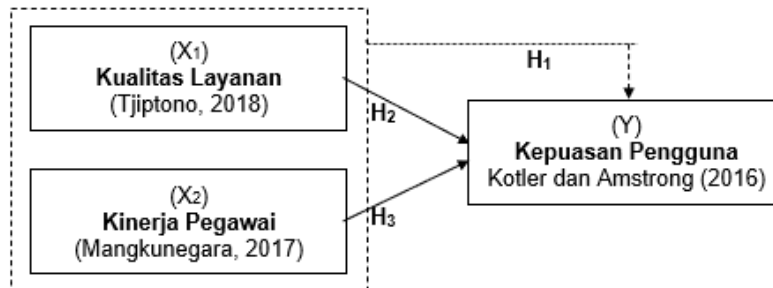 (X1)
Kualitas Layanan
(Tjiptono, 2018)
H1
H2
(Y)
Kepuasan Pengguna
Kotler dan Amstrong (2016)
(X2)
Kinerja Pegawai
(Mangkunegara, 2017)
H3